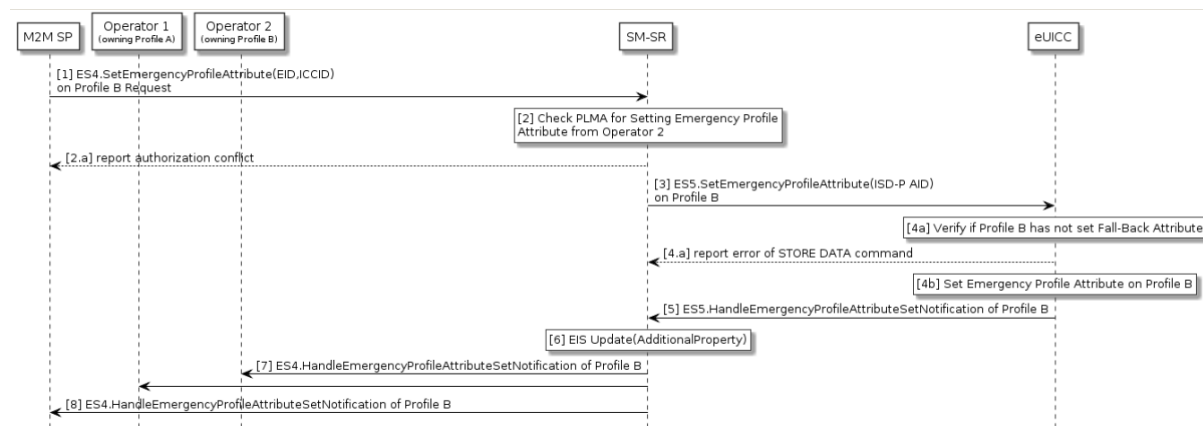 M2M SP
Operator 1
(owning Profile A)
Operator 2
(owning Profile B)
SM-SR
eUICC
[1] ES4.SetEmergencyProfileAttribute(EID,ICCID)
on Profile B Request
[2] Check PLMA for Setting Emergency Profile
Attribute from Operator 2
[2.a] report authorization conflict
[3] ES5.SetEmergencyProfileAttribute(ISD-P AID)
on Profile B
[4a] Verify if Profile B has not set Fall-Back Attribute
[4.a] report error of STORE DATA command
[4b] Set Emergency Profile Attribute on Profile B
[5] ES5.HandleEmergencyProfileAttributeSetNotification of Profile B
[6] EIS Update(AdditionalProperty)
[7] ES4.HandleEmergencyProfileAttributeSetNotification of Profile B
[8] ES4.HandleEmergencyProfileAttributeSetNotification of Profile B